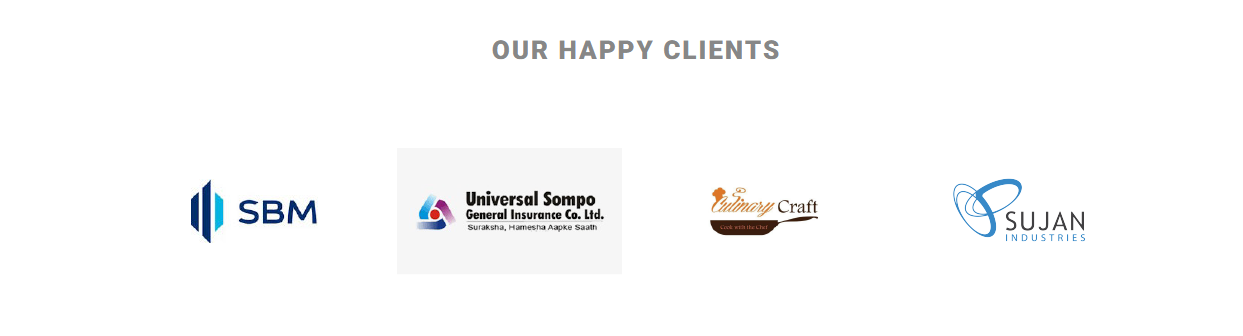 OUR HAPPY CLIENTS
SBM
Universal Sompo
General Insurance Co. Ltd.
Suraksha, Hamesha Aapke Saath
Culinary Craft
Cook with the Chef
SUJAN
INDUSTRIES